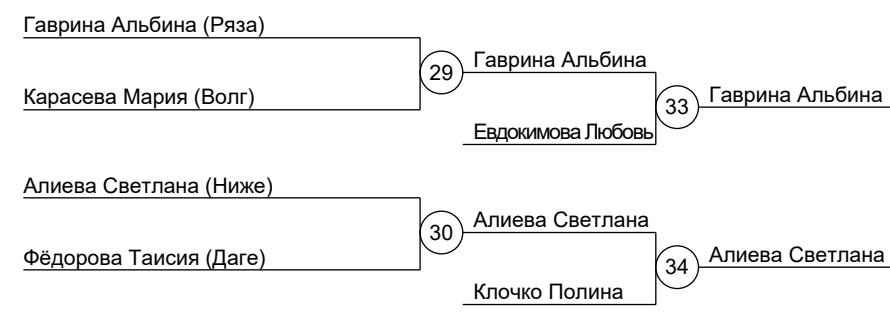 Гаврина Альбина (Ряза)
29
Гаврина Альбина
Карасева Мария (Волг)
33
Гаврина Альбина
Евдокимова Любовь
Алиева Светлана (Ниже)
30
Алиева Светлана
Фёдорова Таисия (Даге)
34
Алиева Светлана
Клочко Полина